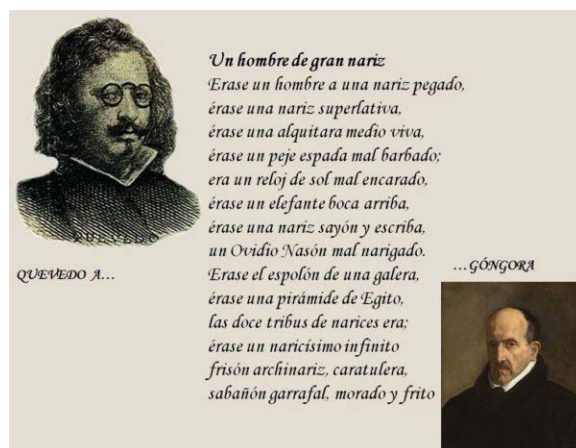 Un hombre de gran nariz
Erase un hombre a una nariz pegado,
érase una nariz superlativa,
érase una alquitara medio viva,
érase un peje espada mal barbado;
era un reloj de sol mal encarado,
érase un elefante boca arriba,
érase una nariz sayón y escriba,
un Ovidio Nasón mal narigado.
Erase el espolón de una galera,
érase una pirámide de Egito,
las doce tribus de narices era;
érase un naricísimo infinito
frisón archinariz, caratulera,
sabañón garrafal, morado y frito
QUEVEDO
QUEVEDO A...
...GÓNGORA